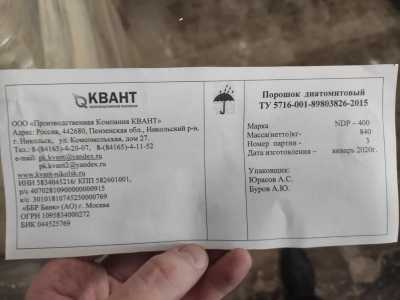 КВАНТ
ООО «Производственная Компания КВАНТ»
Адрес: Россия, 442680, Пензенская обл., Никольский р-н,
г. Никольск, ул. Комсомольская, дом 27.
Тел.: 8-(84165)-4-20-07, 8-(84165)-4-11-52
e-mail: pk.kvant@yandex.ru
pk.kvant2@yandex.ru
www.kvant-nikolsk.ru
ИНН 5834045216/ КПП 582601001,
р/с 40702810900000000915
к/с 30101810745250000769
«ББР Банк» (АО) г. Москва
ОГРН 1095834000272
БИК 044525769
Порошок диатомитовый
ТУ 5716-001-89803826-2015
Марка NDP – 400
Масса(нетто)кг- 840
Номер партии - 3
Дата изготовления – январь 2020г.
Упаковщик:
Юрасов А.С.
Буров А.Ю.